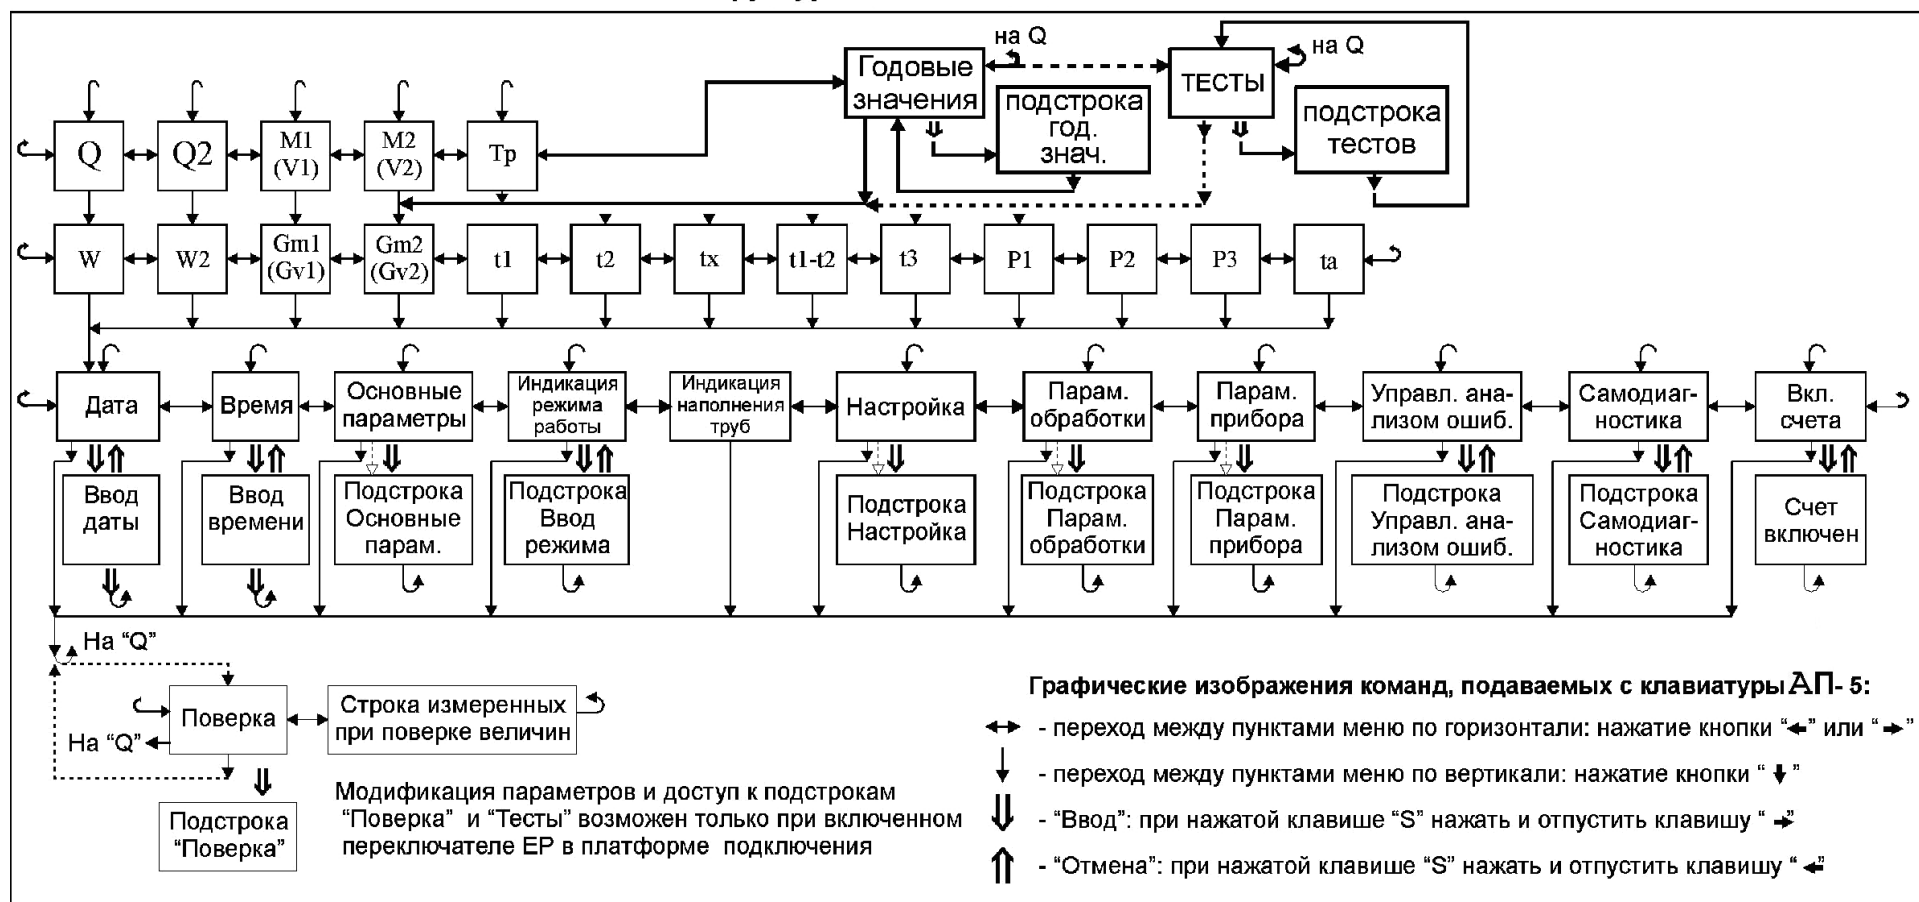 на Q
на Q
Годовые
значения
ТЕСТЫ
подстрока
год.
знач.
подстрока
тестов
Q
Q2
M1
(V1)
M2
(V2)
Tp
W
W2
Gm1
(Gv1)
Gm2
(Gv2)
t1
t2
tx
t1-t2
t3
P1
P2
P3
ta
Дата
Время
Основные
параметры
Индикация
режима
работы
Индикация
наполнения
труб
Настройка
Парам.
обработки
Парам.
прибора
Управл. ана-
лизом ошиб.
Самодиаг-
ностика
Вкл.
счета
Ввод
даты
Ввод
времени
Подстрока
Основные
парам.
Подстрока
Ввод
режима
Подстрока
Настройка
Подстрока
Парам.
обработки
Подстрока
Парам.
прибора
Подстрока
Управл. ана-
лизом ошиб.
Подстрока
Самодиаг-
ностика
Счет
включен
На “Q”
Поверка
Строка измеренных
при поверке величин
На “Q”
Подстрока
“Поверка”
Модификация параметров и доступ к подстрокам
“Поверка” и “Тесты” возможен только при включенном
переключателе EP в платформе подключения
Графические изображения команд, подаваемых с клавиатуры АП- 5:
↔ - переход между пунктами меню по горизонтали: нажатие кнопки “←” или “→”
↓ - переход между пунктами меню по вертикали: нажатие кнопки “↓”
⇓ - “Ввод”: при нажатой клавише “S” нажать и отпустить клавишу “→”
⇑ - “Отмена”: при нажатой клавише “S” нажать и отпустить клавишу “←”